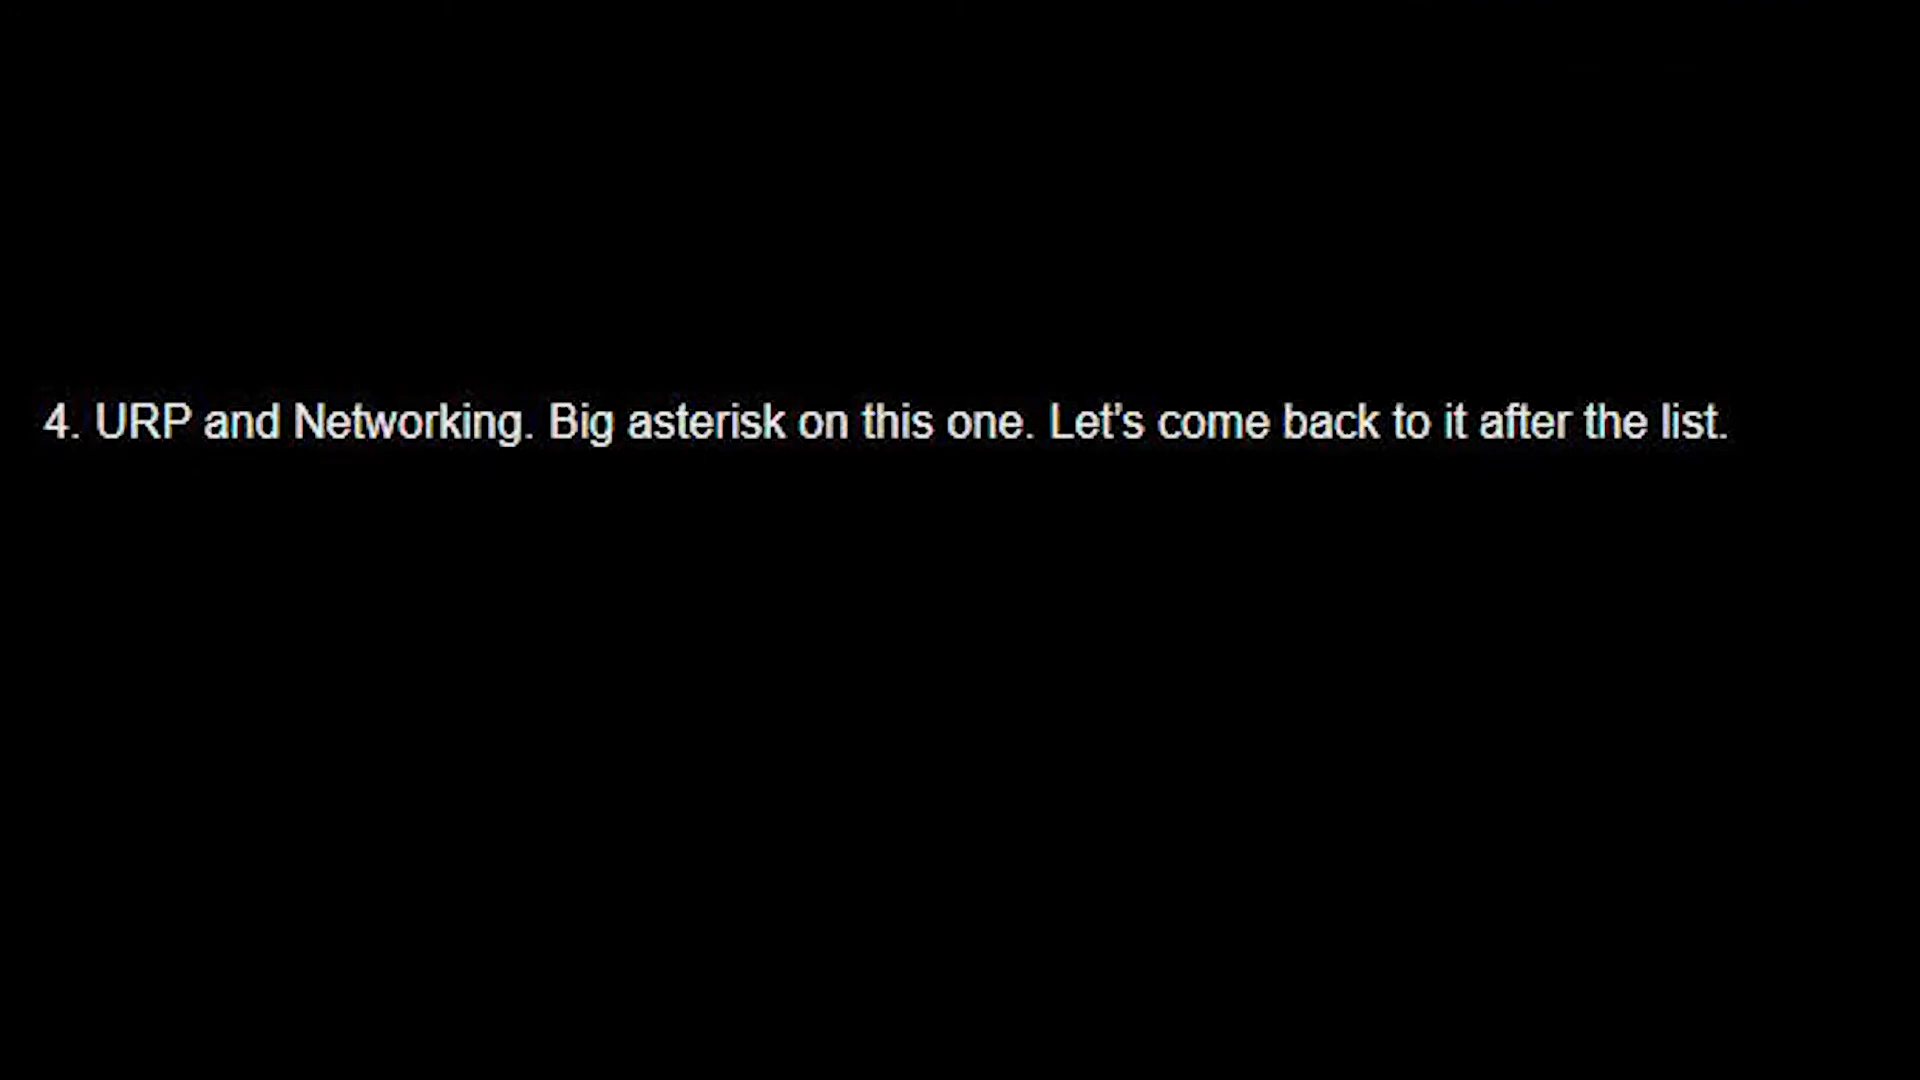 4. URP and Networking. Big asterisk on this one. Let's come back to it after the list.